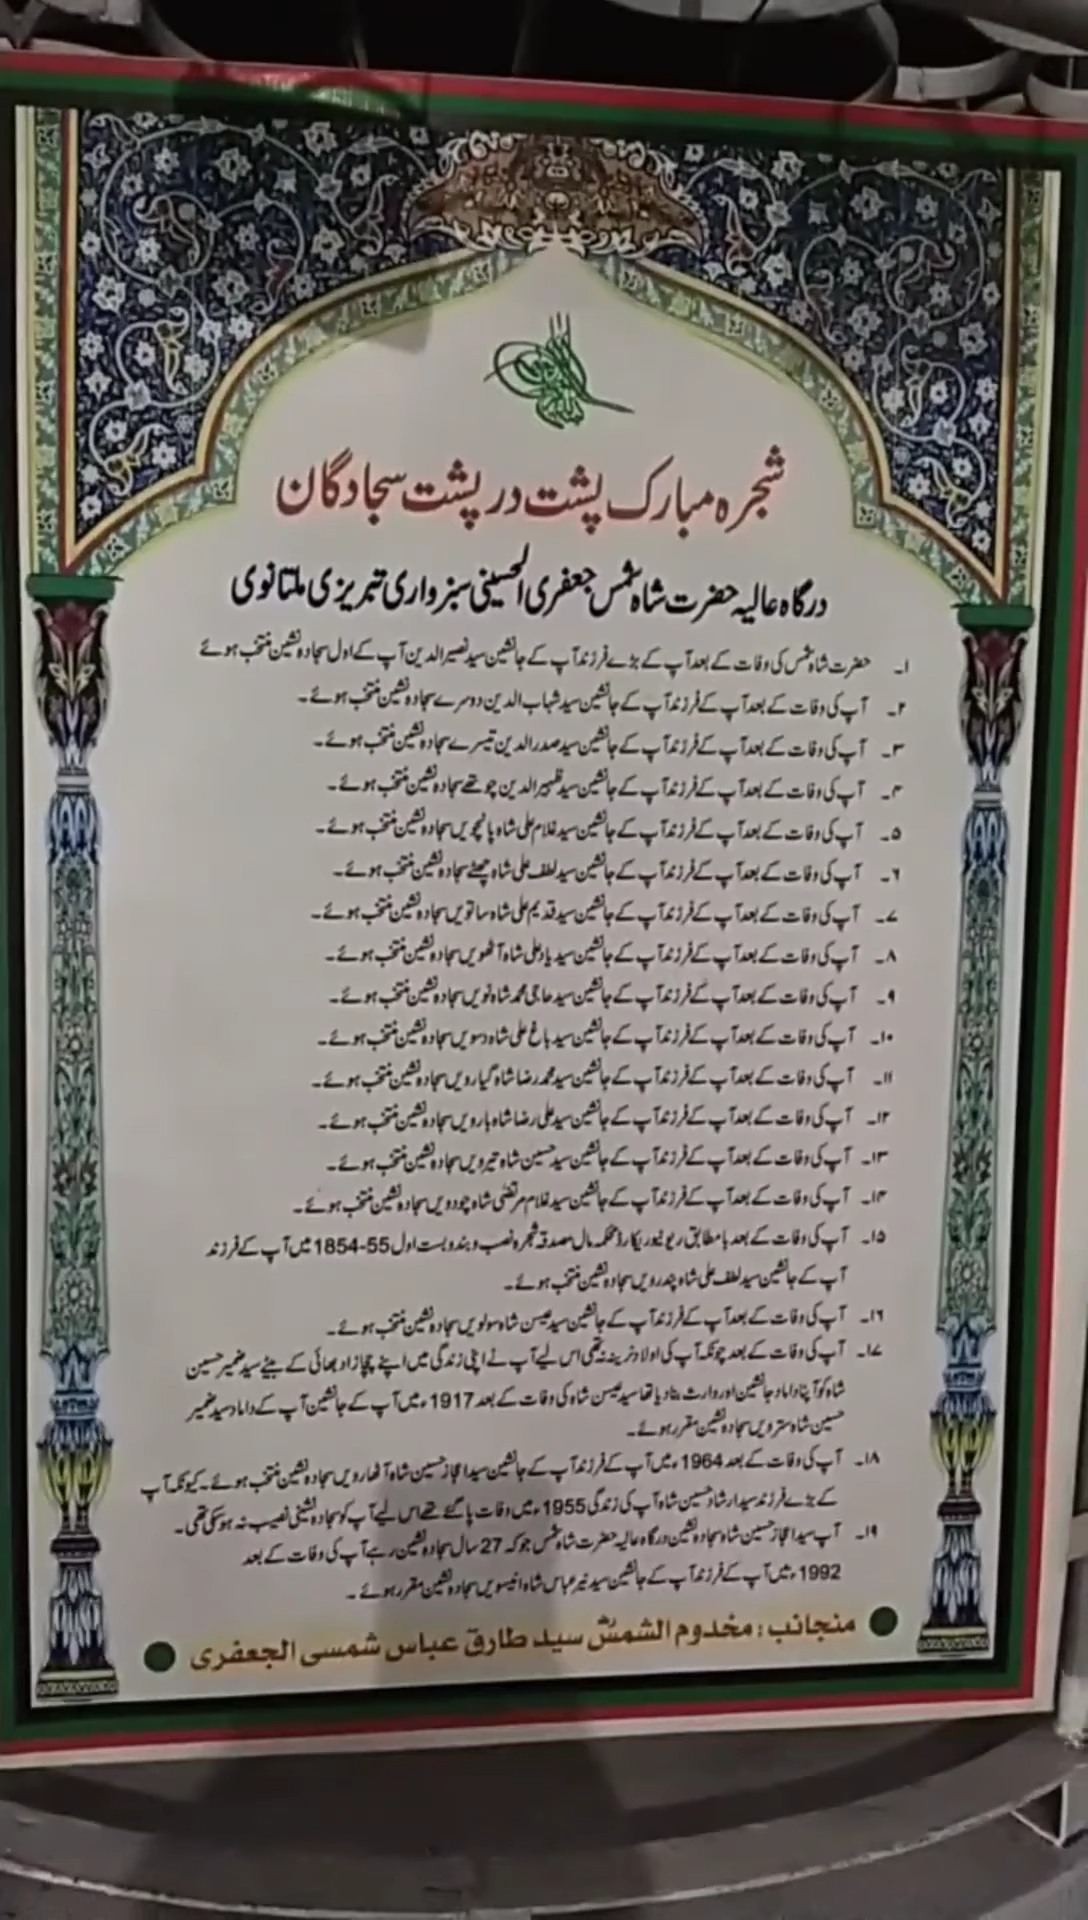 شجرہ مبارک پشت در پشت سجادگان
درگاہ عالیہ حضرت شاہ شمس جعفری الحسینی سبزواری تبریزی ملتانوی
۱۔ حضرت شاہ شمس کی وفات کے بعد آپ کے بڑے فرزند آپ کے جانشین سید نصیر الدین آپ کے اول سجادہ نشین منتخب ہوئے
۲۔ آپ کی وفات کے بعد آپ کے فرزند آپ کے جانشین سید شہاب الدین دوسرے سجادہ نشین منتخب ہوئے۔
۳۔ آپ کی وفات کے بعد آپ کے فرزند آپ کے جانشین سید صدر الدین تیسرے سجادہ نشین منتخب ہوئے۔
۴۔ آپ کی وفات کے بعد آپ کے فرزند آپ کے جانشین سید ظہیر الدین چوتھے سجادہ نشین منتخب ہوئے۔
۵۔ آپ کی وفات کے بعد آپ کے فرزند آپ کے جانشین سید غلام علی شاہ پانچویں سجادہ نشین منتخب ہوئے۔
۶۔ آپ کی وفات کے بعد آپ کے فرزند آپ کے جانشین سید لطف علی شاہ چھٹے سجادہ نشین منتخب ہوئے۔
۷۔ آپ کی وفات کے بعد آپ کے فرزند آپ کے جانشین سید قدیم علی شاہ ساتویں سجادہ نشین منتخب ہوئے۔
۸۔ آپ کی وفات کے بعد آپ کے فرزند آپ کے جانشین سید یاد علی شاہ آٹھویں سجادہ نشین منتخب ہوئے۔
۹۔ آپ کی وفات کے بعد آپ کے فرزند آپ کے جانشین سید حاجی محمد شاہ نویں سجادہ نشین منتخب ہوئے۔
۱۰۔ آپ کی وفات کے بعد آپ کے فرزند آپ کے جانشین سید باغ علی شاہ دسویں سجادہ نشین منتخب ہوئے۔
۱۱۔ آپ کی وفات کے بعد آپ کے فرزند آپ کے جانشین سید محمد رضا شاہ گیارویں سجادہ نشین منتخب ہوئے۔
۱۲۔ آپ کی وفات کے بعد آپ کے فرزند آپ کے جانشین سید علی رضا شاہ بارویں سجادہ نشین منتخب ہوئے۔
۱۳۔ آپ کی وفات کے بعد آپ کے فرزند آپ کے جانشین سید حسین شاہ تیرویں سجادہ نشین منتخب ہوئے۔
۱۴۔ آپ کی وفات کے بعد آپ کے فرزند آپ کے جانشین سید غلام مرتضٰی شاہ چودویں سجادہ نشین منتخب ہوئے۔
۱۵۔ آپ کی وفات کے بعد بامطابق ریونیو ریکارڈ محکمہ مال مصدقہ شجرہ نصب و بندوبست اول 55-1854 میں آپ کے فرزند
آپ کے جانشین سید لطف علی شاہ پندرویں سجادہ نشین منتخب ہوئے۔
۱۶۔ آپ کی وفات کے بعد آپ کے فرزند آپ کے جانشین سید حسن شاہ سولویں سجادہ نشین منتخب ہوئے۔
۱۷۔ آپ کی وفات کے بعد چونکہ آپ کی اولاد نرینہ نہ تھی اس لیے آپ نے اپنی زندگی میں اپنے چچازاد بھائی کے بیٹے سید ضمیر حسین
شاہ کو اپنا داماد جانشین اور وارث بنا دیا تھا سید حسن شاہ کی وفات کے بعد 1917ء میں آپ کے جانشین آپ کے داماد سید ضمیر
حسین شاہ سترویں سجادہ نشین مقرر ہوئے۔
۱۸۔ آپ کی وفات کے بعد 1964ء میں آپ کے فرزند آپ کے جانشین سید اعجاز حسین شاہ آٹھارویں سجادہ نشین منتخب ہوئے۔ کیونکہ آپ
کے بڑے فرزند سید ارشاد حسین شاہ آپ کی زندگی 1955ء میں وفات پا گئے تھے اس لیے آپ کو سجادہ نشینی نصیب نہ ہو سکی تھی۔
۱۹۔ آپ سید اعجاز حسین شاہ سجادہ نشین درگاہ عالیہ حضرت شاہ شمس جو کہ 27 سال سجادہ نشین رہے آپ کی وفات کے بعد
1992ء میں آپ کے فرزند آپ کے جانشین سید نیر عباس شاہ انیسویں سجادہ نشین مقرر ہوئے۔
منجانب : مخدوم الشمسؒ سید طارق عباس شمسی الجعفری